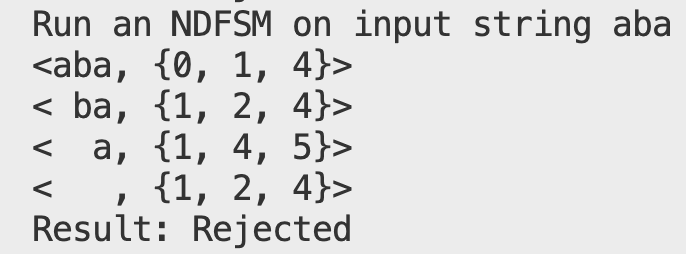 Run an NDFSM on input string aba
<aba, {0, 1, 4}>
< ba, {1, 2, 4}>
<  a, {1, 4, 5}>
<   , {1, 2, 4}>
Result: Rejected